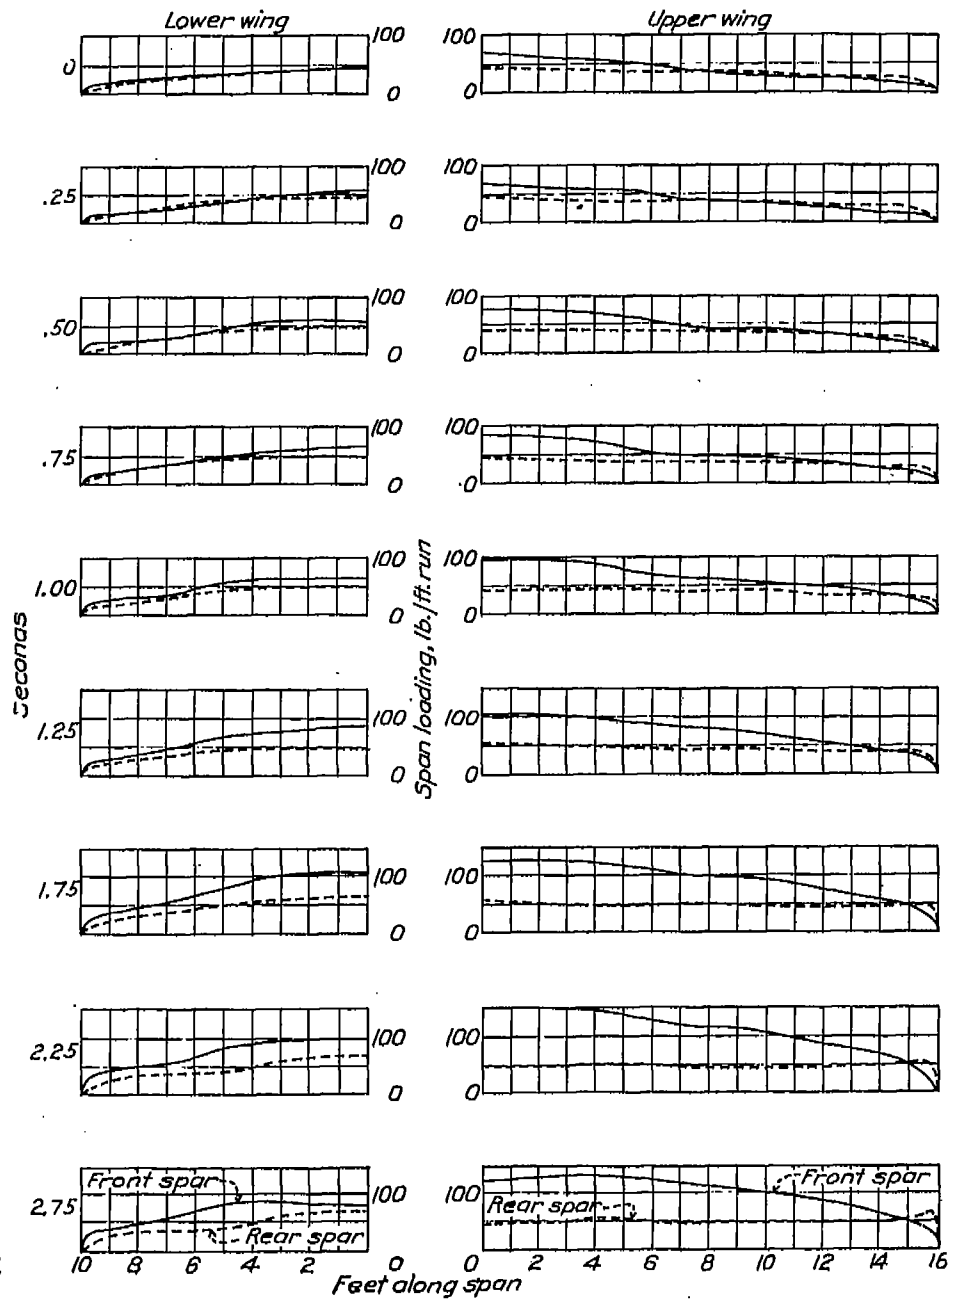 Lower wing Upper wing
0 100 0 100 0
.25 100 0 100 0
.50 100 0 100 0
.75 100 0 100 0
1.00 100 0 100 0
1.25 100 0 100 0
1.75 100 0 100 0
2.25 100 0 100 0
2.75 100 0 100
Front spar
Rear spar
Rear spar
Front spar
Seconds
Span loading, lb./ft. run
10 8 6 4 2 0 0 2 4 6 8 10 12 14 16
Feet along span